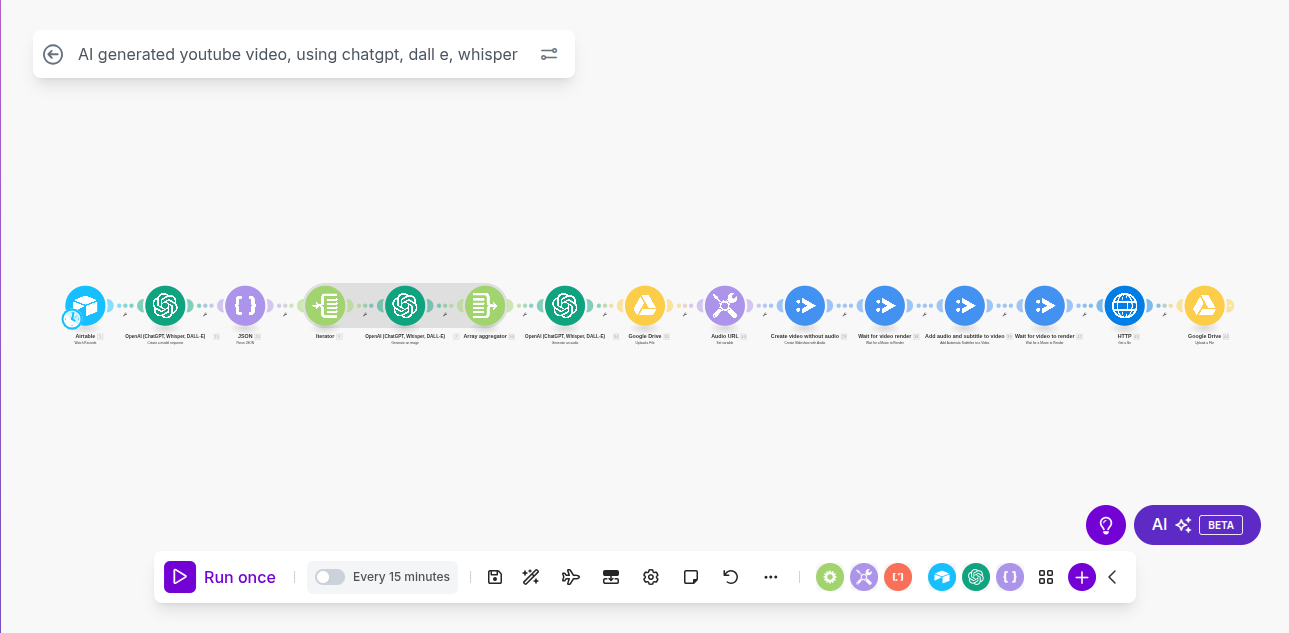 AI generated youtube video, using chatgpt, dall e, whisper
Airtable
Watch Records
OpenAI (ChatGPT, Whisper, DALL-E)
Create a model response
JSON
Parse JSON
Iterator
OpenAI (ChatGPT, Whisper, DALL-E)
Generate an image
Array aggregator
OpenAI (ChatGPT, Whisper, DALL-E)
Generate an audio
Google Drive
Upload a File
Audio URL
Set variable
Create video without audio
Create Slideshow with Audio
Wait for video render
Wait for a Movie to Render
Add audio and subtitle to video
Add Automatic Subtitles to a Video
Wait for video to render
Wait for a Movie to Render
HTTP
Get a file
Google Drive
Upload a File
AI BETA
Run once
Every 15 minutes